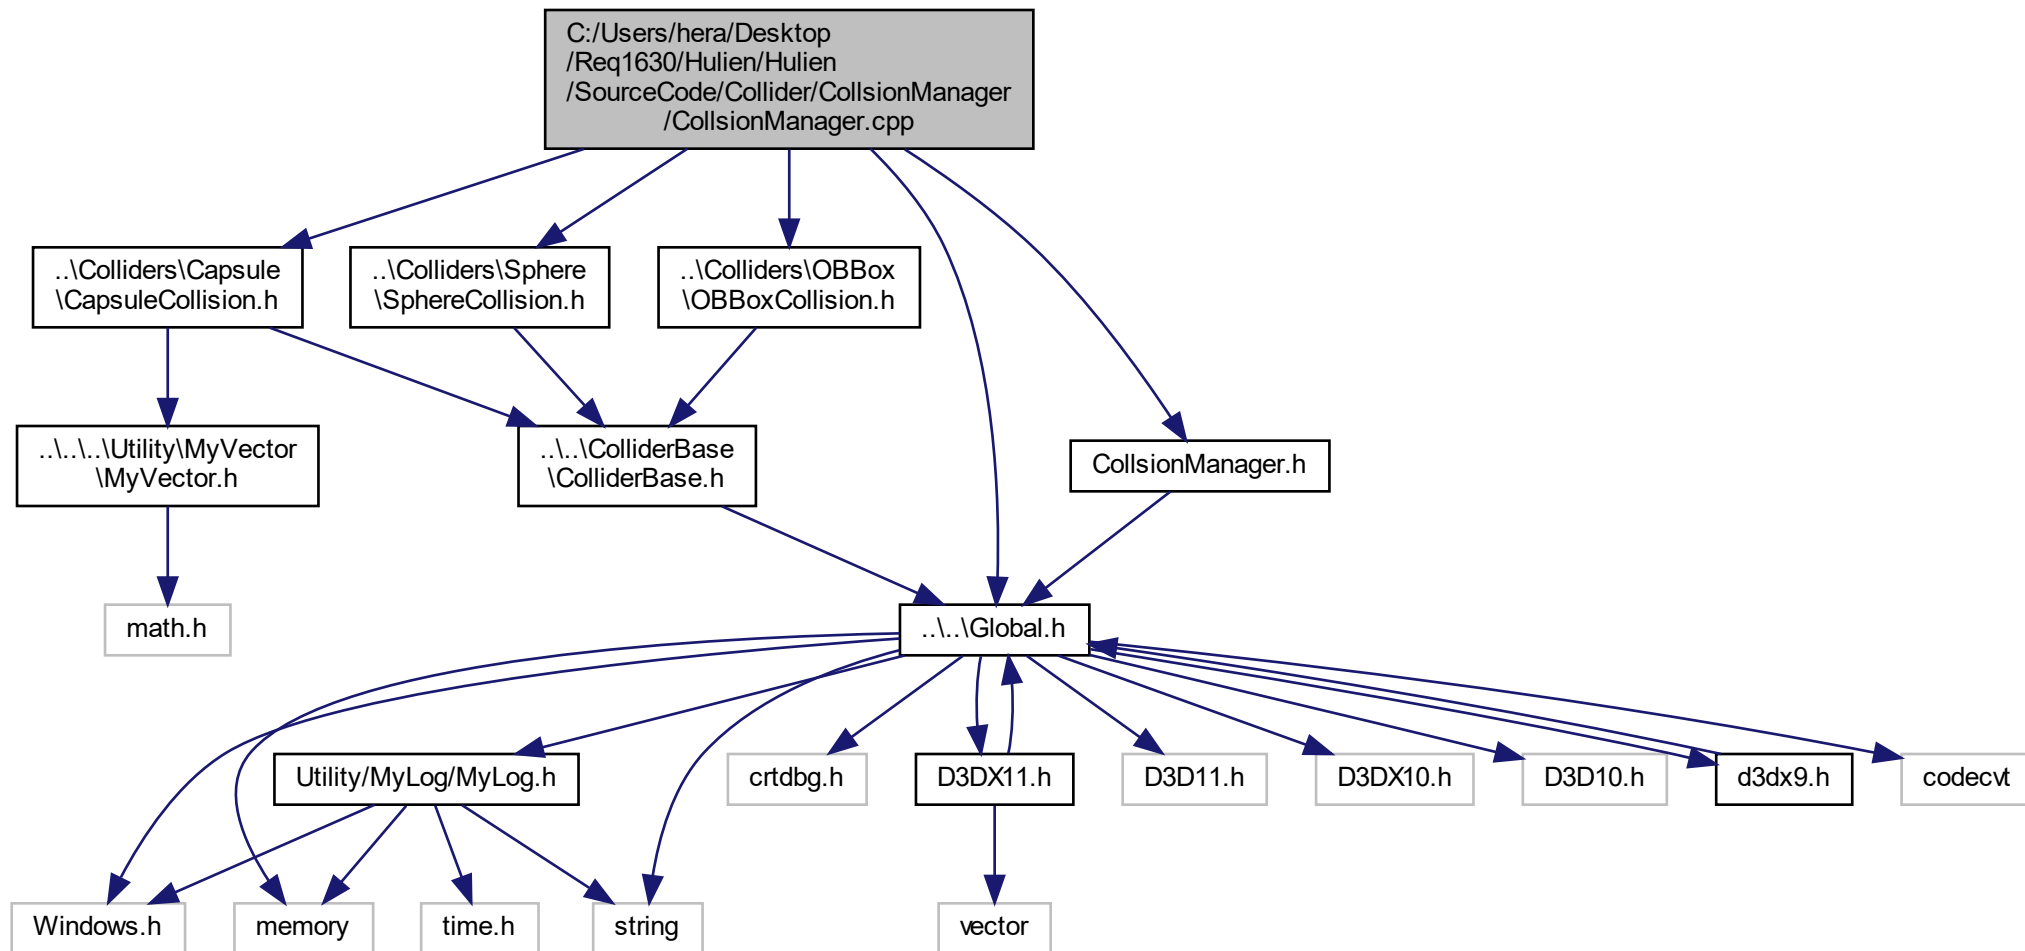 C:/Users/hera/Desktop
/Req1630/Hulien/Hulien
/SourceCode/Collider/CollsionManager
/CollsionManager.cpp
..\Colliders\Capsule
\CapsuleCollision.h
..\Colliders\Sphere
\SphereCollision.h
..\Colliders\OBBox
\OBBoxCollision.h
..\..\..\Utility\MyVector
\MyVector.h
..\..\ColliderBase
\ColliderBase.h
CollsionManager.h
math.h
..\..\Global.h
Utility/MyLog/MyLog.h
crtdbg.h
D3DX11.h
D3D11.h
D3DX10.h
D3D10.h
d3dx9.h
codecvt
Windows.h
memory
time.h
string
vector